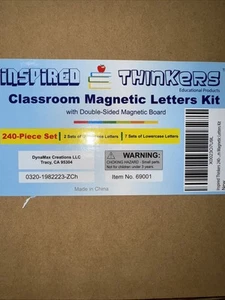 INSPIRED THINKERS
Educational Products
Classroom Magnetic Letters Kit
with Double-Sided Magnetic Board
240-Piece Set | 2 Sets of Uppercase Letters | 7 Sets of Lowercase Letters
DynaMax Creations LLC
Tracy, CA 95304
0320-1982223-ZCh
WARNING:
CHOKING HAZARD - Small parts
Not for children under 3 years.
Item No. 69001
Made in China